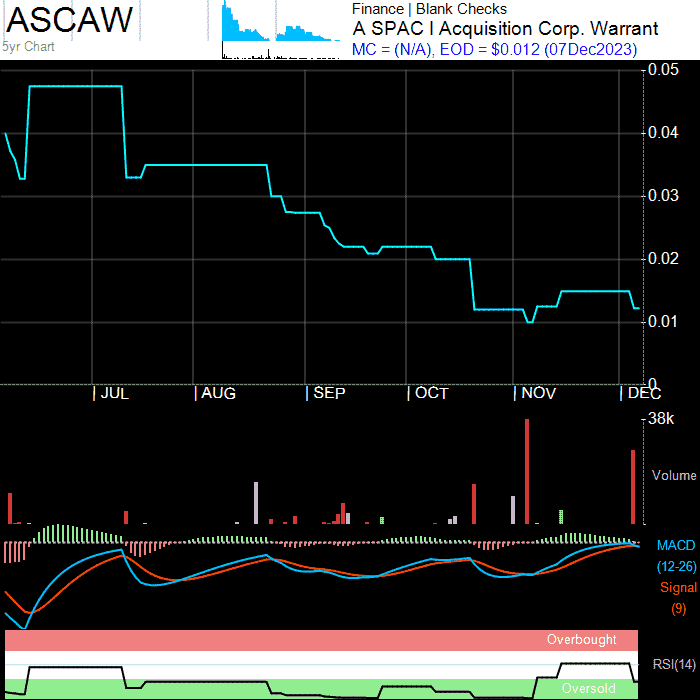 ASCAW
5yr Chart
Finance | Blank Checks
A SPAC I Acquisition Corp. Warrant
MC = (N/A), EOD = $0.012 (07Dec2023)
0.05
0.04
0.03
0.02
0.01
0
JUL AUG SEP OCT NOV DEC
38k
Volume
MACD
(12-26)
Signal
(9)
Overbought
RSI(14)
Oversold